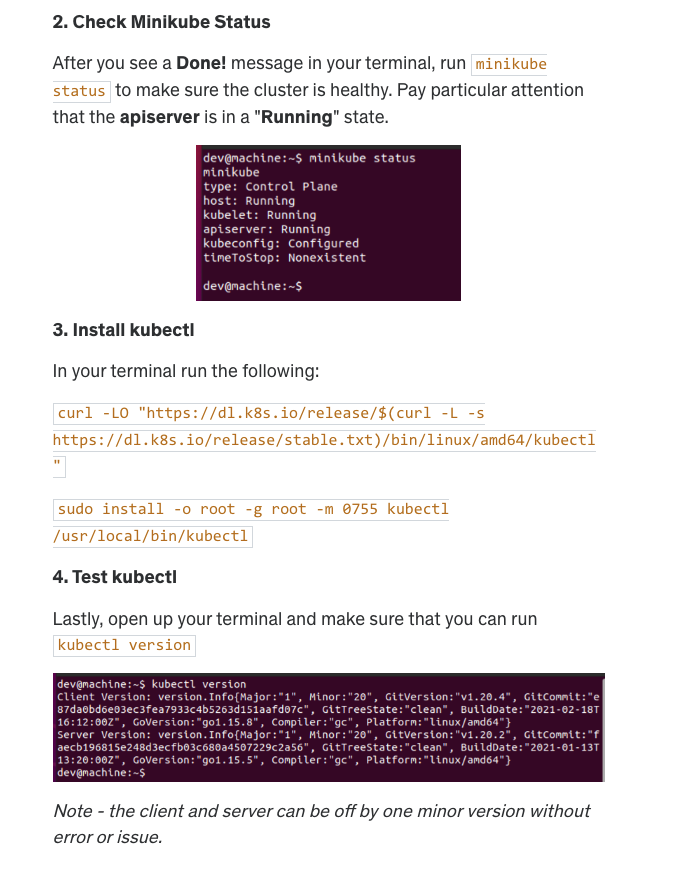 2. Check Minikube Status
After you see a Done! message in your terminal, run minikube
status to make sure the cluster is healthy. Pay particular attention
that the apiserver is in a "Running" state.
dev@machine:~$ minikube status
minikube
type: Control Plane
host: Running
kubelet: Running
apiserver: Running
kubeconfig: Configured
timeToStop: Nonexistent
dev@machine:~$
3. Install kubectl
In your terminal run the following:
curl -LO "https://dl.k8s.io/release/$(curl -L -s
https://dl.k8s.io/release/stable.txt)/bin/linux/amd64/kubectl
"
sudo install -o root -g root -m 0755 kubectl
/usr/local/bin/kubectl
4. Test kubectl
Lastly, open up your terminal and make sure that you can run
kubectl version
dev@machine:~$ kubectl version
Client Version: version.Info{Major:"1", Minor:"20", GitVersion:"v1.20.4", GitCommit:"e
87da0bd6e03ec3fea7933c4b5263d151aafd07c", GitTreeState:"clean", BuildDate:"2021-02-18T
16:12:00Z", GoVersion:"go1.15.8", Compiler:"gc", Platform:"linux/amd64"}
Server Version: version.Info{Major:"1", Minor:"20", GitVersion:"v1.20.2", GitCommit:"f
aecb196815e248d3ecfb03c680a4507229c2a56", GitTreeState:"clean", BuildDate:"2021-01-13T
13:20:00Z", GoVersion:"go1.15.5", Compiler:"gc", Platform:"linux/amd64"}
dev@machine:~$
Note - the client and server can be off by one minor version without
error or issue.